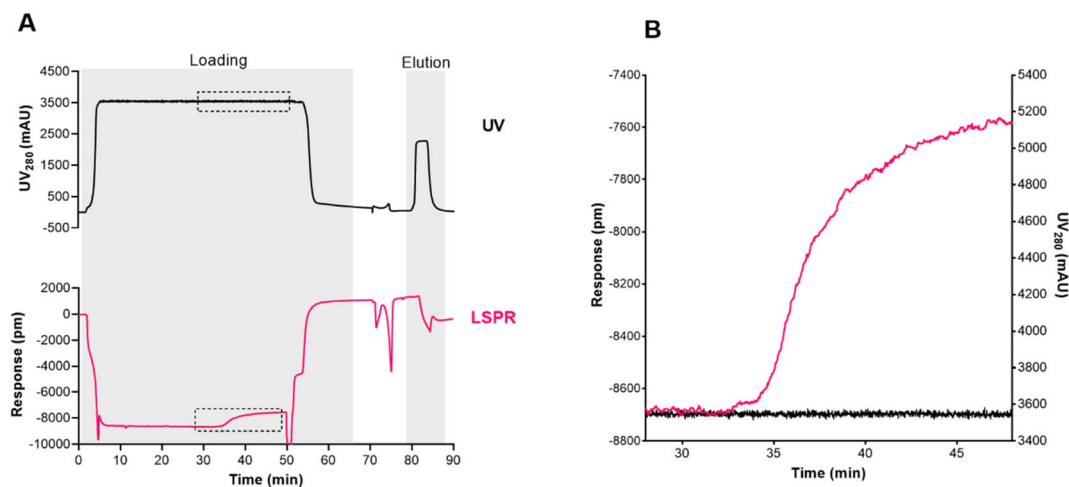 A
Loading
Elution
4500
3500
2500
1500
500
-500
UV280 (mAU)
UV
2000
0
-2000
-4000
-6000
-8000
-10000
Response (pm)
LSPR
0 10 20 30 40 50 60 70 80 90
Time (min)
B
-7400
-7600
-7800
-8000
-8200
-8400
-8600
-8800
Response (pm)
5400
5200
5000
4800
4600
4400
4200
4000
3800
3600
3400
UV280 (mAU)
30 35 40 45
Time (min)